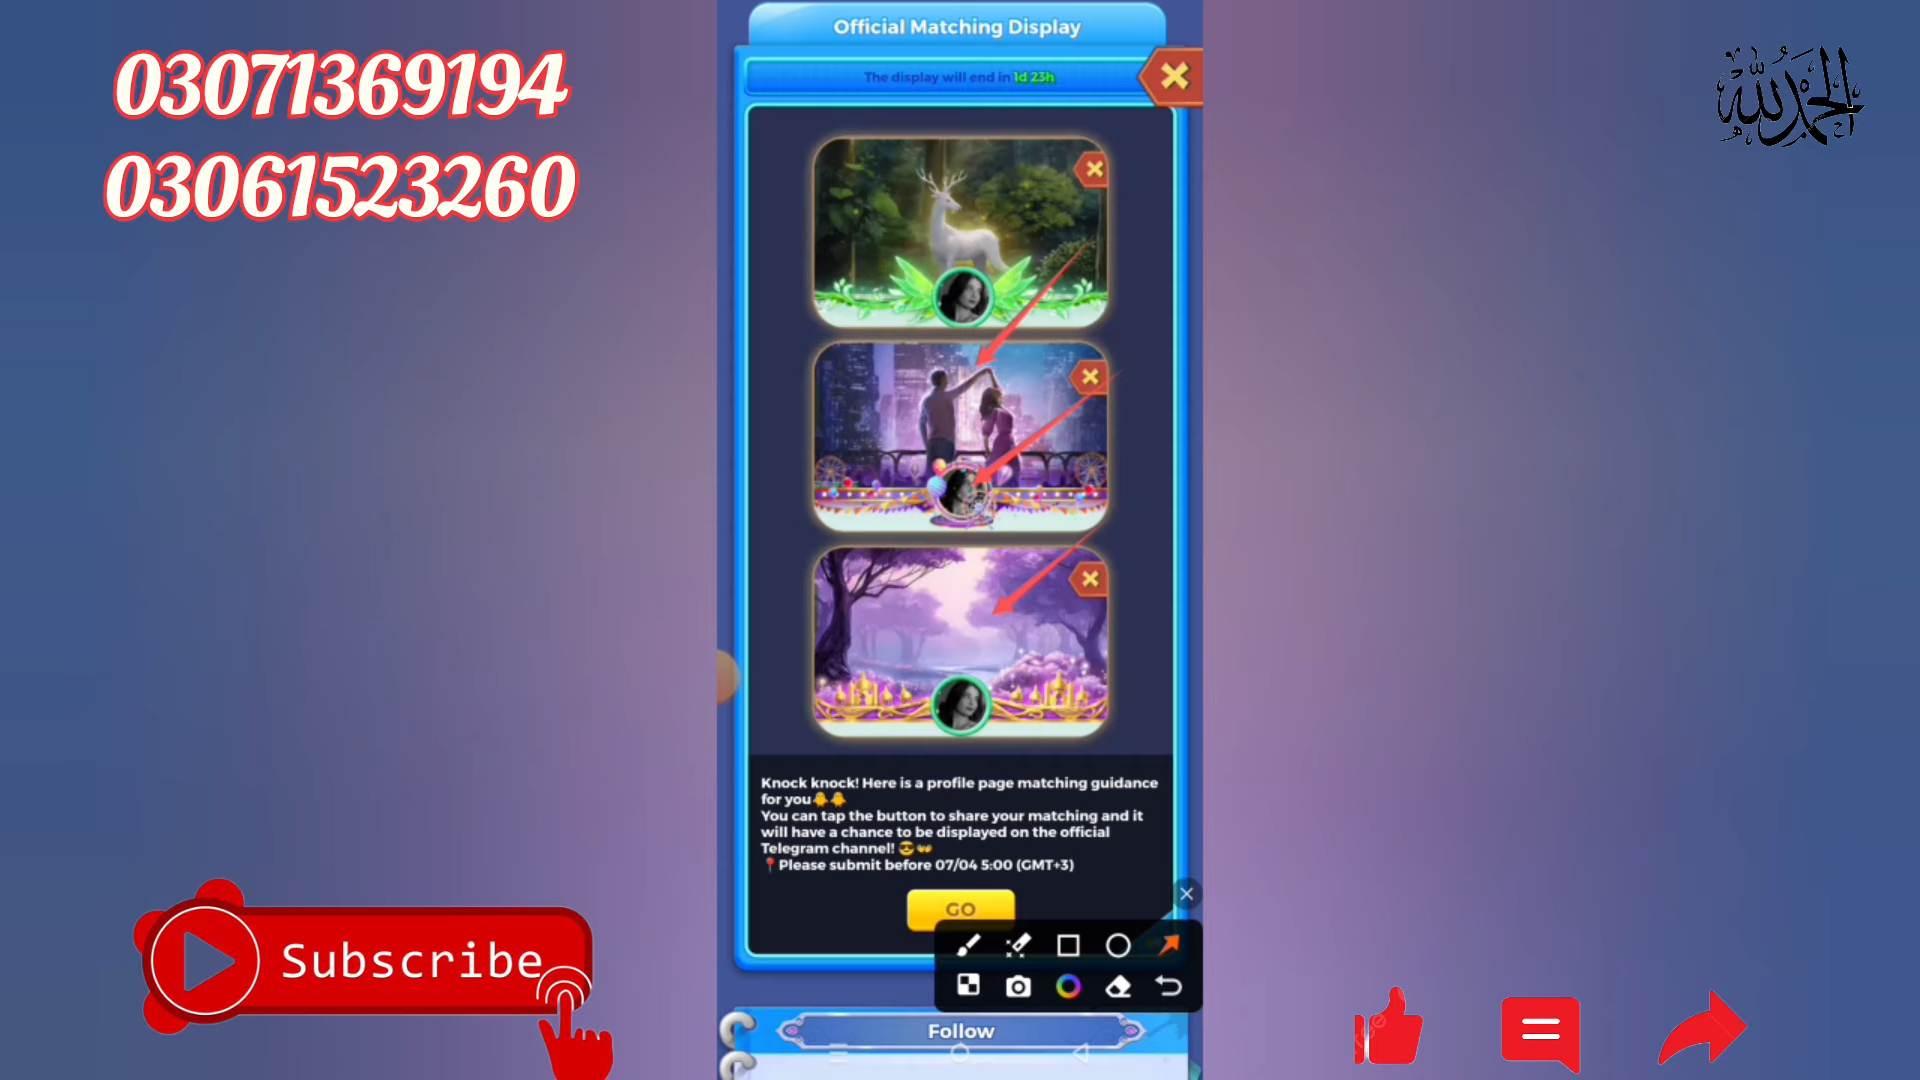 Official Matching Display
The display will end in 1d 23h
03071369194
03061523260
الحمد لله
Knock knock! Here is a profile page matching guidance
for you🐥🐥
You can tap the button to share your matching and it
will have a chance to be displayed on the official
Telegram channel! 😎👐
📍Please submit before 07/04 5:00 (GMT+3)
GO
Subscribe
Follow